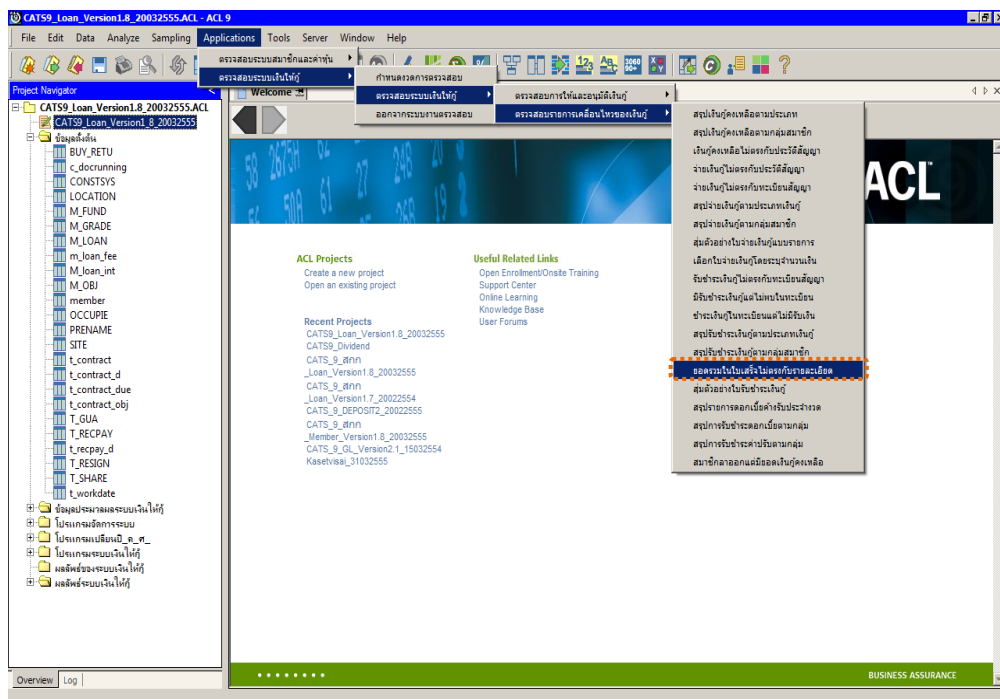 CATS9_Loan_Version1.8_20032555.ACL - ACL 9
File Edit Data Analyze Sampling Applications Tools Server Window Help
ตรวจสอบระบบสมาชิกและค่าหุ้น
ตรวจสอบระบบเงินให้กู้
กำหนดงวดการตรวจสอบ
ตรวจสอบระบบเงินให้กู้
ออกจากระบบงานตรวจสอบ
ตรวจสอบการให้และอนุมัติเงินกู้
ตรวจสอบรายการเคลื่อนไหวของเงินกู้
สรุปเงินกู้คงเหลือตามประเภท
สรุปเงินกู้คงเหลือตามกลุ่มสมาชิก
เงินกู้คงเหลือไม่ตรงกับประวัติสัญญา
จ่ายเงินกู้ไม่ตรงกับประวัติสัญญา
จ่ายเงินกู้ไม่ตรงกับทะเบียนสัญญา
สรุปจ่ายเงินกู้ตามประเภทเงินกู้
สรุปจ่ายเงินกู้ตามกลุ่มสมาชิก
สุ่มตัวอย่างใบจ่ายเงินกู้แบบรายการ
เลือกใบจ่ายเงินกู้โดยระบุจำนวนเงิน
รับชำระเงินกู้ไม่ตรงกับทะเบียนสัญญา
มีรับชำระเงินกู้แต่ไม่พบในทะเบียน
ชำระเงินกู้ในทะเบียนแต่ไม่มีรับเงิน
สรุปรับชำระเงินกู้ตามประเภทเงินกู้
สรุปรับชำระเงินกู้ตามกลุ่มสมาชิก
ยอดรวมในใบเสร็จไม่ตรงกับรายละเอียด
สุ่มตัวอย่างใบรับชำระเงินกู้
สรุปรายการดอกเบี้ยค้างรับประจำงวด
สรุปการรับชำระดอกเบี้ยตามกลุ่ม
สรุปการรับชำระค่าปรับตามกลุ่ม
สมาชิกลาออกแต่มียอดเงินกู้คงเหลือ
Project Navigator
Welcome
CATS9_Loan_Version1.8_20032555.ACL
CATS9_Loan_Version1_8_20032555
ข้อมูลตั้งต้น
BUY_RETU
c_docrunning
CONSTSYS
LOCATION
M_FUND
M_GRADE
M_LOAN
m_loan_fee
M_loan_int
M_OBJ
member
OCCUPIE
PRENAME
SITE
t_contract
t_contract_d
t_contract_due
t_contract_obj
T_GUA
T_RECPAY
t_recpay_d
T_RESIGN
T_SHARE
t_workdate
ข้อมูลประมวลผลระบบเงินให้กู้
โปรแกรมจัดการระบบ
โปรแกรมเปลี่ยนปี_ค_ศ_
โปรแกรมระบบเงินให้กู้
ผลลัพธ์ของระบบเงินให้กู้
ผลลัพธ์ระบบเงินให้กู้
Overview Log
ACL
ACL Projects
Create a new project
Open an existing project
Recent Projects
CATS9_Loan_Version1.8_20032555
CATS9_Dividend
CATS_9_สกก
_Loan_Version1.8_20032555
CATS_9_สกก
_Loan_Version1.7_20022554
CATS_9_DEPOSIT2_20022555
CATS_9_สกก
_Member_Version1.8_20032555
CATS_9_GL_Version2.1_15032554
Kasetvisai_31032555
Useful Related Links
Open Enrollment/Onsite Training
Support Center
Online Learning
Knowledge Base
User Forums
BUSINESS ASSURANCE